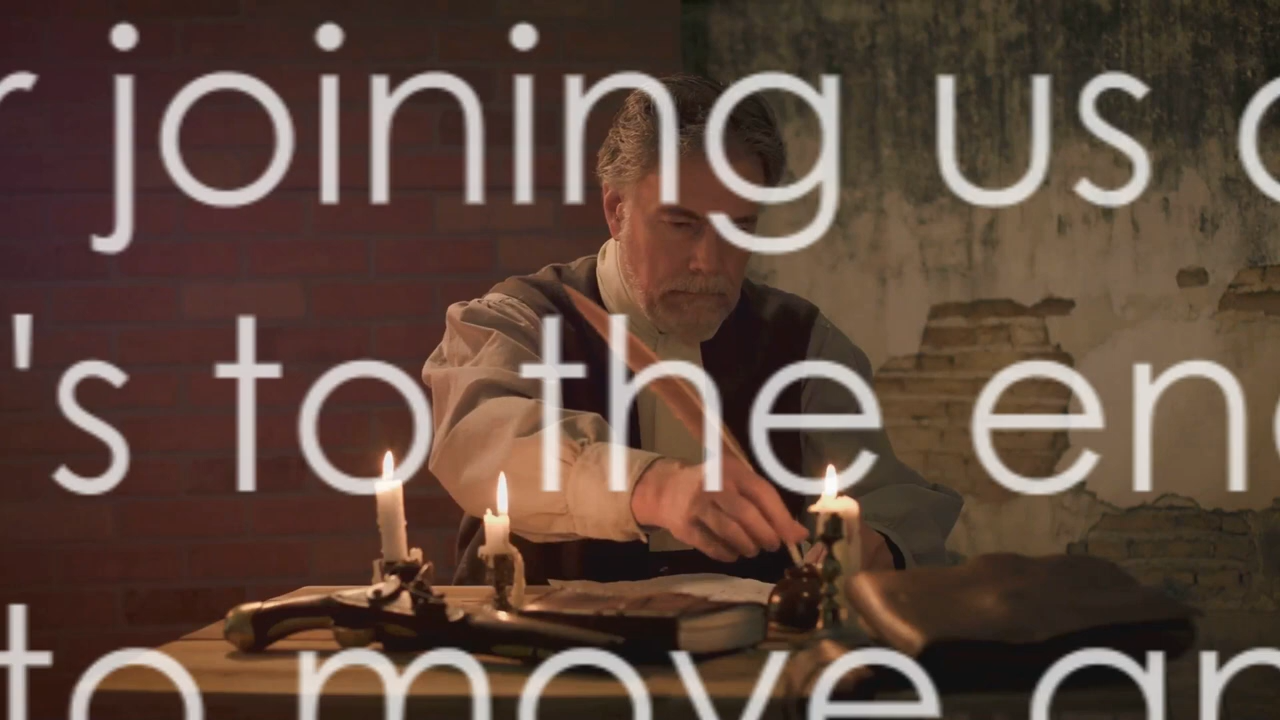 joining us
's to the
to move